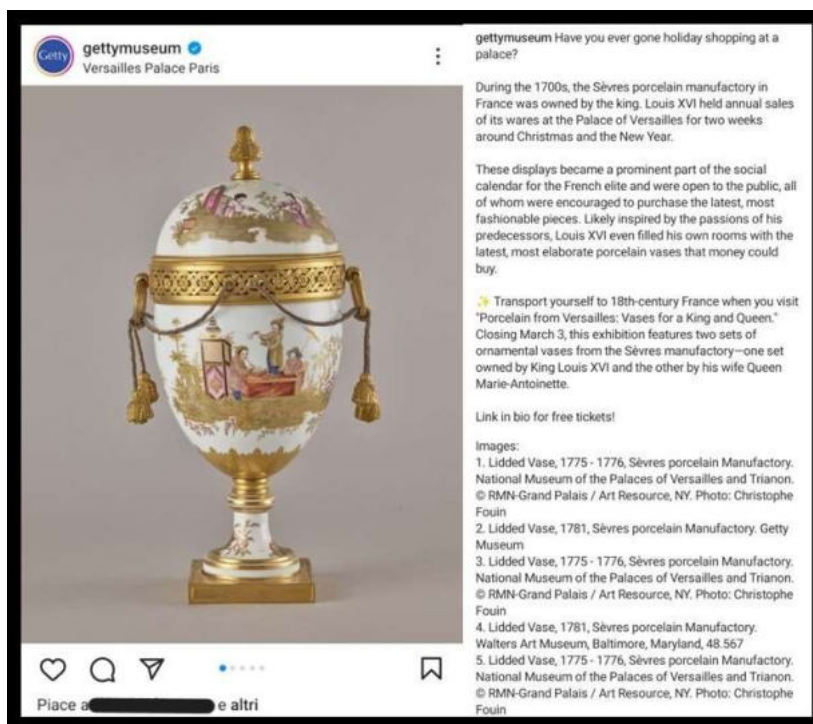 Getty
gettymuseum
Versailles Palace Paris
Piace a
e altri
gettymuseum Have you ever gone holiday shopping at a
palace?
During the 1700s, the Sèvres porcelain manufactory in
France was owned by the king. Louis XVI held annual sales
of its wares at the Palace of Versailles for two weeks
around Christmas and the New Year.
These displays became a prominent part of the social
calendar for the French elite and were open to the public, all
of whom were encouraged to purchase the latest, most
fashionable pieces. Likely inspired by the passions of his
predecessors, Louis XVI even filled his own rooms with the
latest, most elaborate porcelain vases that money could
buy.
✨ Transport yourself to 18th-century France when you visit
"Porcelain from Versailles: Vases for a King and Queen."
Closing March 3, this exhibition features two sets of
ornamental vases from the Sèvres manufactory—one set
owned by King Louis XVI and the other by his wife Queen
Marie-Antoinette.
Link in bio for free tickets!
Images:
1. Lidded Vase, 1775 - 1776, Sèvres porcelain Manufactory.
National Museum of the Palaces of Versailles and Trianon.
© RMN-Grand Palais / Art Resource, NY. Photo: Christophe
Fouin
2. Lidded Vase, 1781, Sèvres porcelain Manufactory. Getty
Museum
3. Lidded Vase, 1775 - 1776, Sèvres porcelain Manufactory.
National Museum of the Palaces of Versailles and Trianon.
© RMN-Grand Palais / Art Resource, NY. Photo: Christophe
Fouin
4. Lidded Vase, 1781, Sèvres porcelain Manufactory.
Walters Art Museum, Baltimore, Maryland, 48.567
5. Lidded Vase, 1775 - 1776, Sèvres porcelain Manufactory.
National Museum of the Palaces of Versailles and Trianon.
© RMN-Grand Palais / Art Resource, NY. Photo: Christophe
Fouin